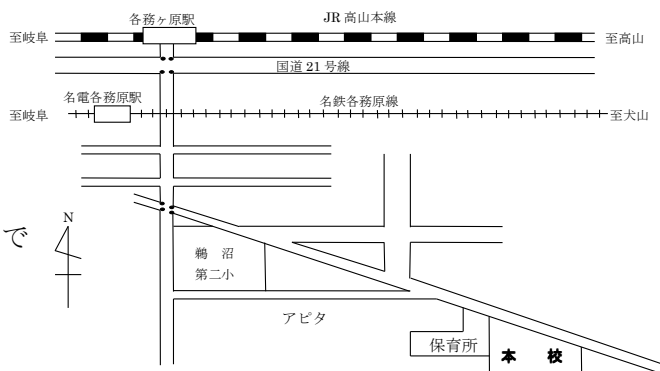 各務ヶ原駅
JR 高山本線
至岐阜
至高山
国道 21 号線
名電各務原駅
名鉄各務原線
至岐阜
至犬山
N
で
鵜 沼
第二小
アピタ
保育所
本 校